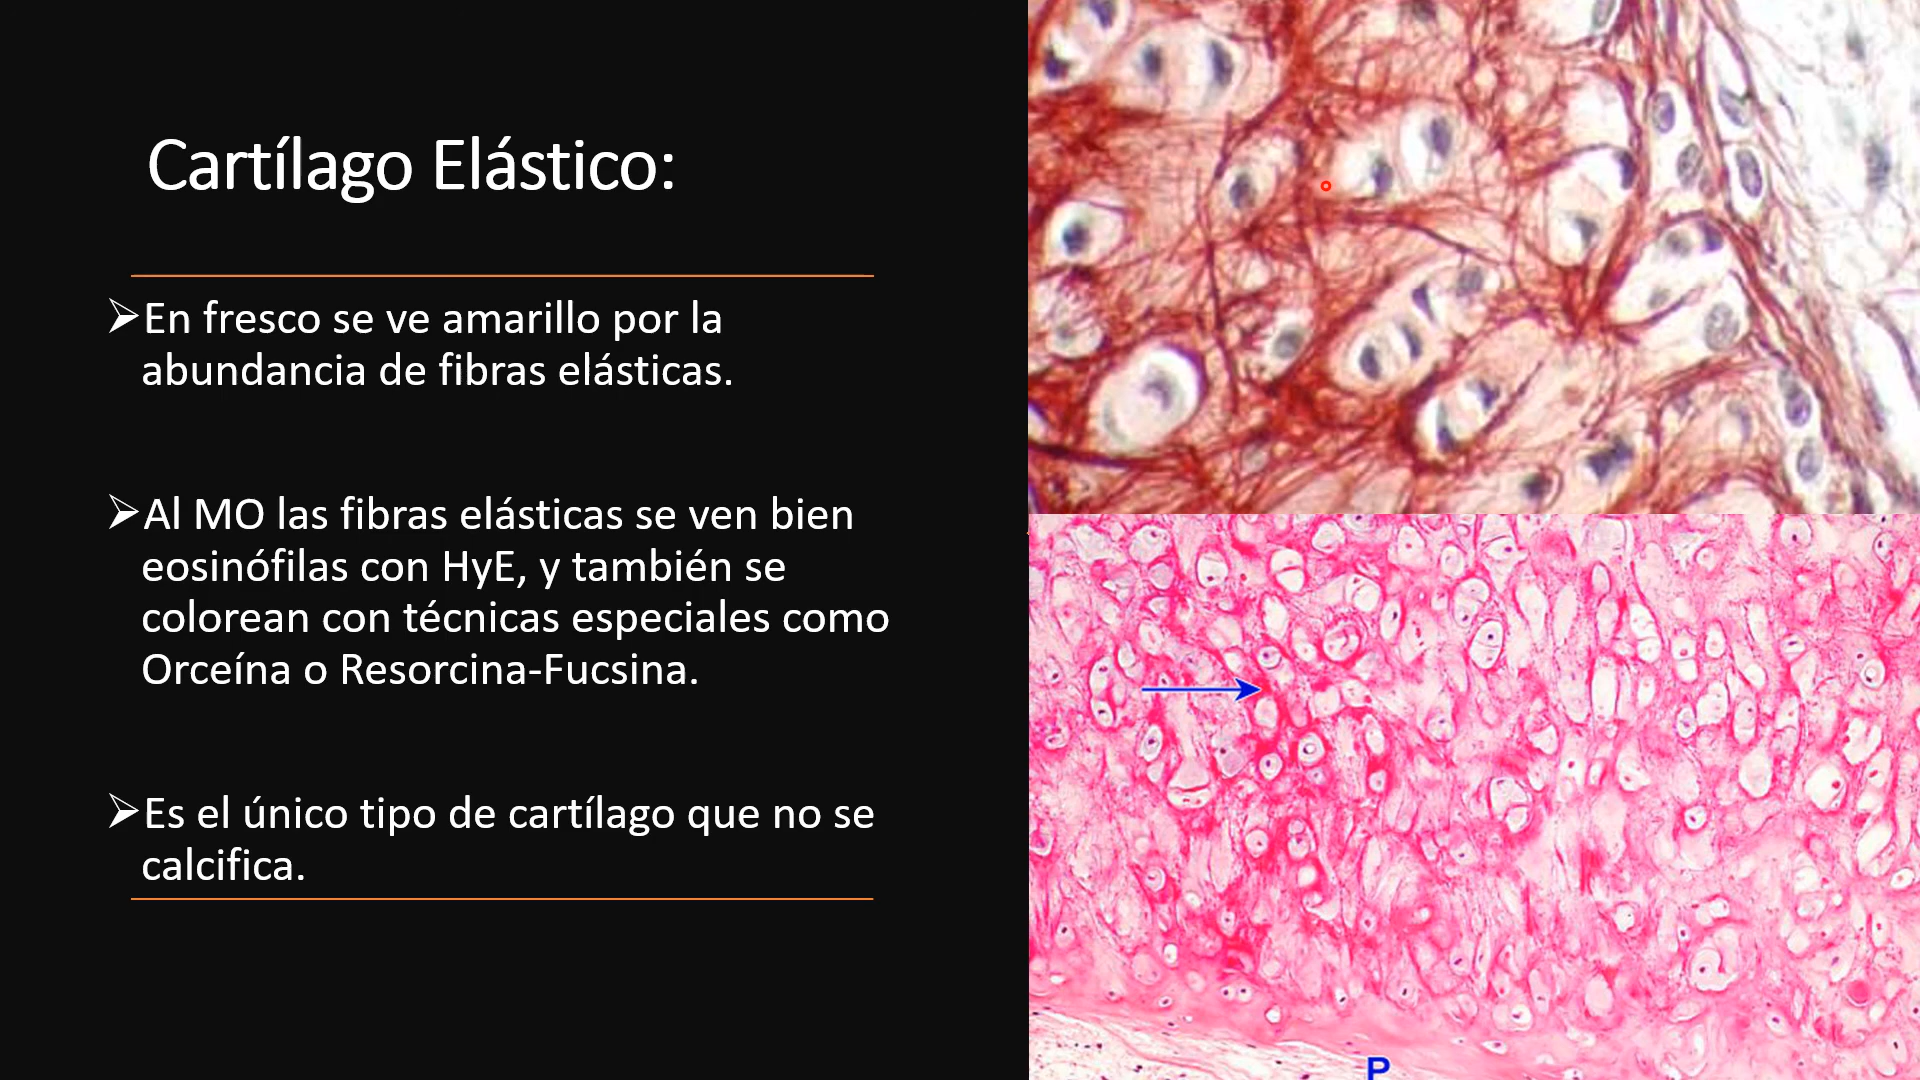 Cartílago Elástico:
➢En fresco se ve amarillo por la
abundancia de fibras elásticas.
➢Al MO las fibras elásticas se ven bien
eosinófilas con HyE, y también se
colorean con técnicas especiales como
Orceína o Resorcina-Fucsina.
➢Es el único tipo de cartílago que no se
calcifica.
P